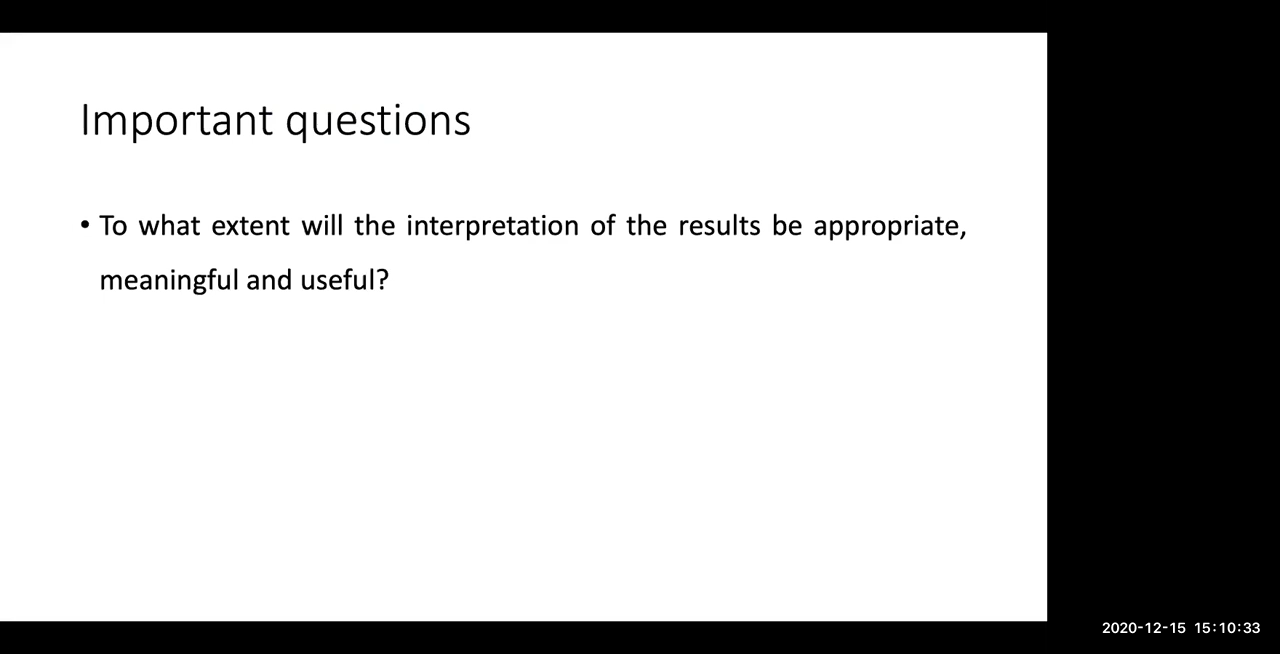 Important questions
• To what extent will the interpretation of the results be appropriate,
meaningful and useful?
2020-12-15 15:10:33